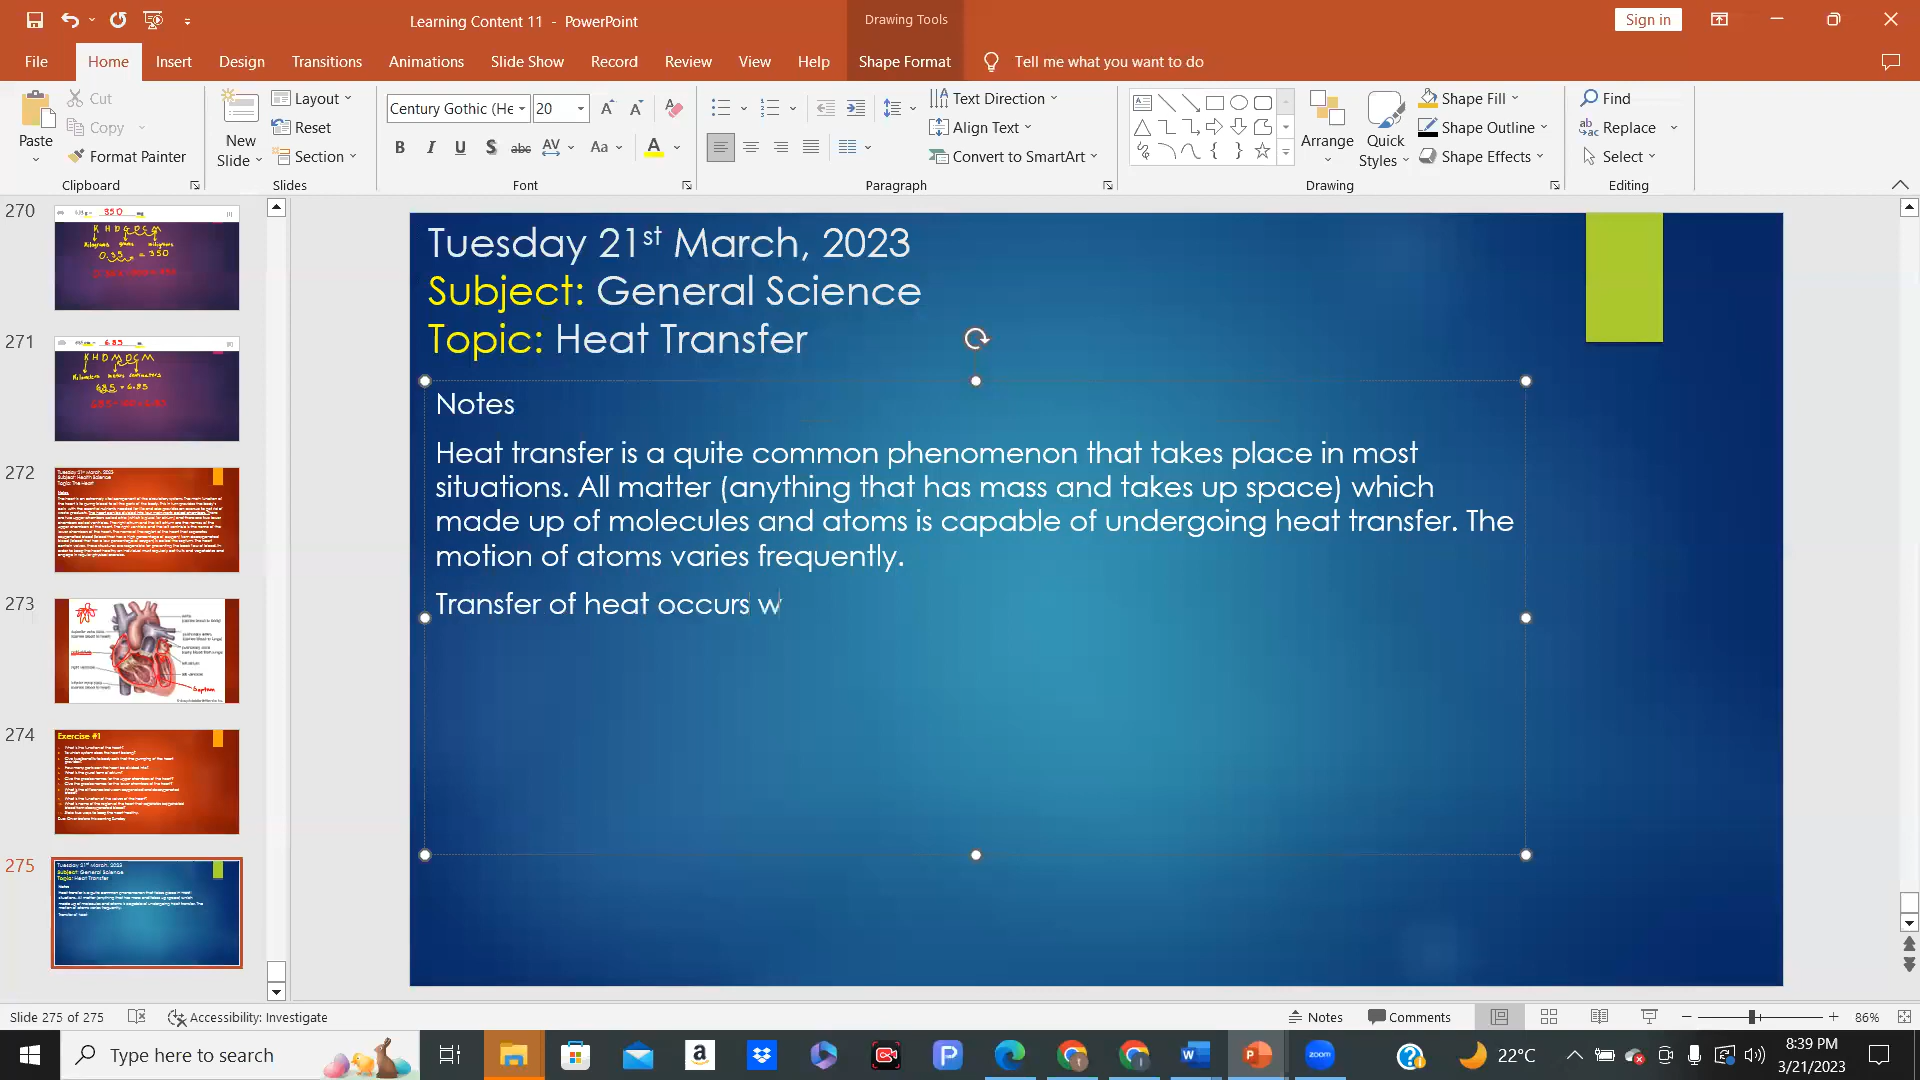 Learning Content 11 - PowerPoint
Drawing Tools
Sign in
File Home Insert Design Transitions Animations Slide Show Record Review View Help Shape Format Tell me what you want to do
Paste
Cut
Copy
Format Painter
Clipboard
New Slide
Layout
Reset
Section
Slides
Century Gothic (He 20
B I U S abc AV Aa A
Font
Text Direction
Align Text
Convert to SmartArt
Paragraph
Arrange
Quick Styles
Shape Fill
Shape Outline
Shape Effects
Drawing
Find
Replace
Select
Editing
270
271
272
273
274
Exercise #1
275
Tuesday 21st March, 2023
Subject: General Science
Topic: Heat Transfer
Notes
Heat transfer is a quite common phenomenon that takes place in most
situations. All matter (anything that has mass and takes up space) which
made up of molecules and atoms is capable of undergoing heat transfer. The
motion of atoms varies frequently.
Transfer of heat occurs w
Slide 275 of 275 Accessibility: Investigate Notes Comments 86%
Type here to search
zoom
22°C
8:39 PM
3/21/2023